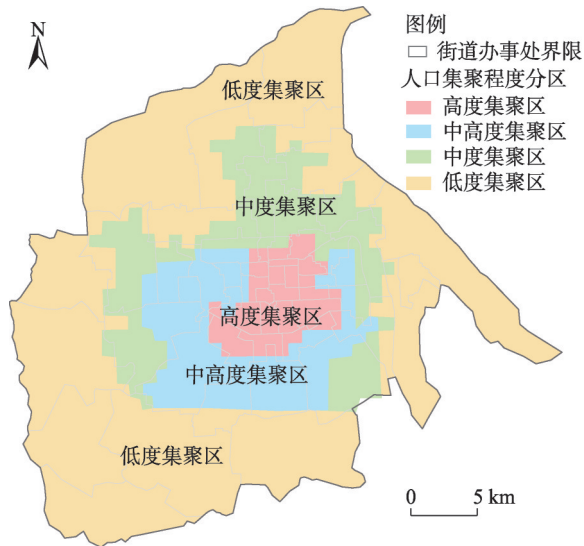 N
图例
街道办事处界限
人口集聚程度分区
高度集聚区
中高度集聚区
中度集聚区
低度集聚区
低度集聚区
中度集聚区
高度集聚区
中高度集聚区
低度集聚区
0 5 km